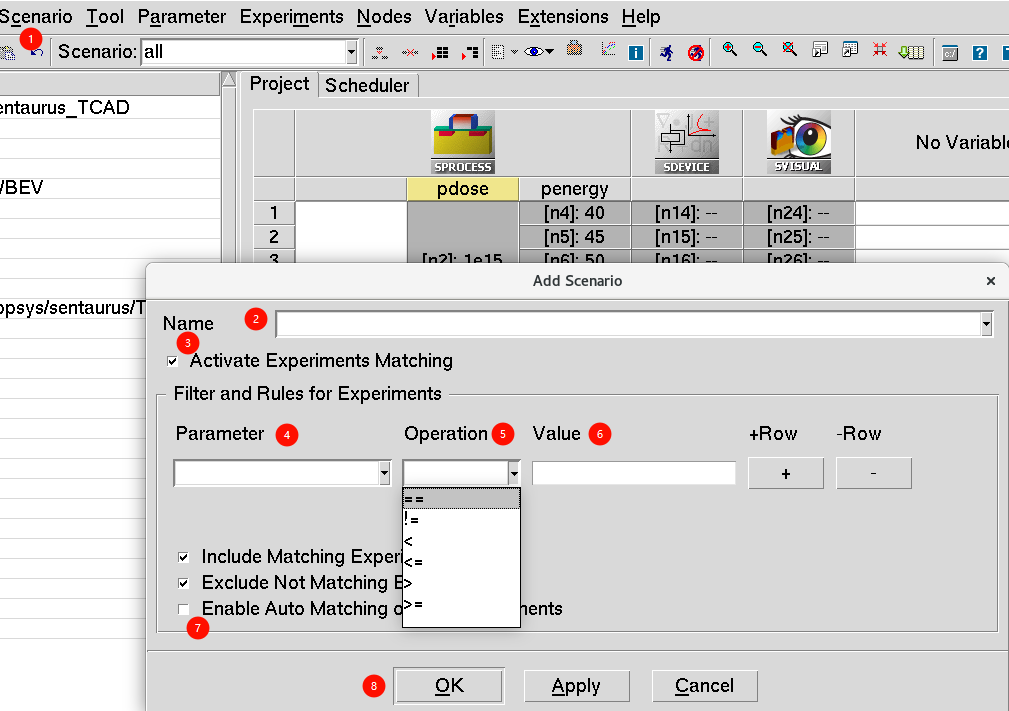 Scenario Tool Parameter Experiments Nodes Variables Extensions Help
1
Scenario: all
Project Scheduler
entaurus_TCAD
SPROCESS SDEVICE SVISUAL
No Variabl
/BEV
pdose penergy
1 [n4]: 40 [n14]: -- [n24]: --
2 [n5]: 45 [n15]: -- [n25]: --
3 [n2]: 1e15 [n6]: 50 [n16]: -- [n26]: --
Add Scenario ×
opsys/sentaurus/T
Name 2
3
Activate Experiments Matching
Filter and Rules for Experiments
Parameter 4 Operation 5 Value 6 +Row -Row
+ -
==
!=
<
<=
>
>=
Include Matching Experi
Exclude Not Matching E
Enable Auto Matching o ments
7
8 OK Apply Cancel